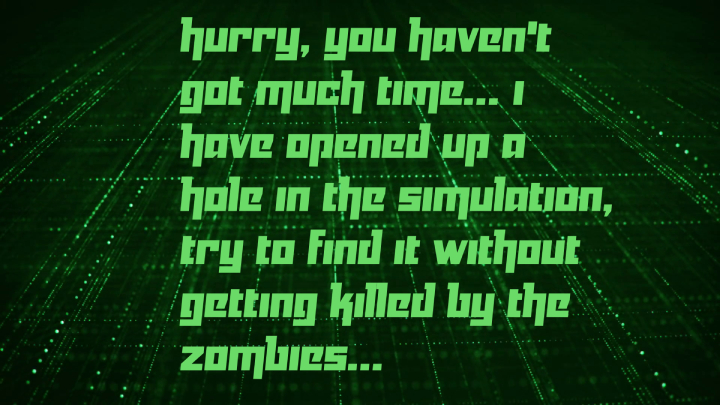 hurry, you haven't
got much time... i
have opened up a
hole in the simulation,
try to find it without
getting killed by the
zombies...